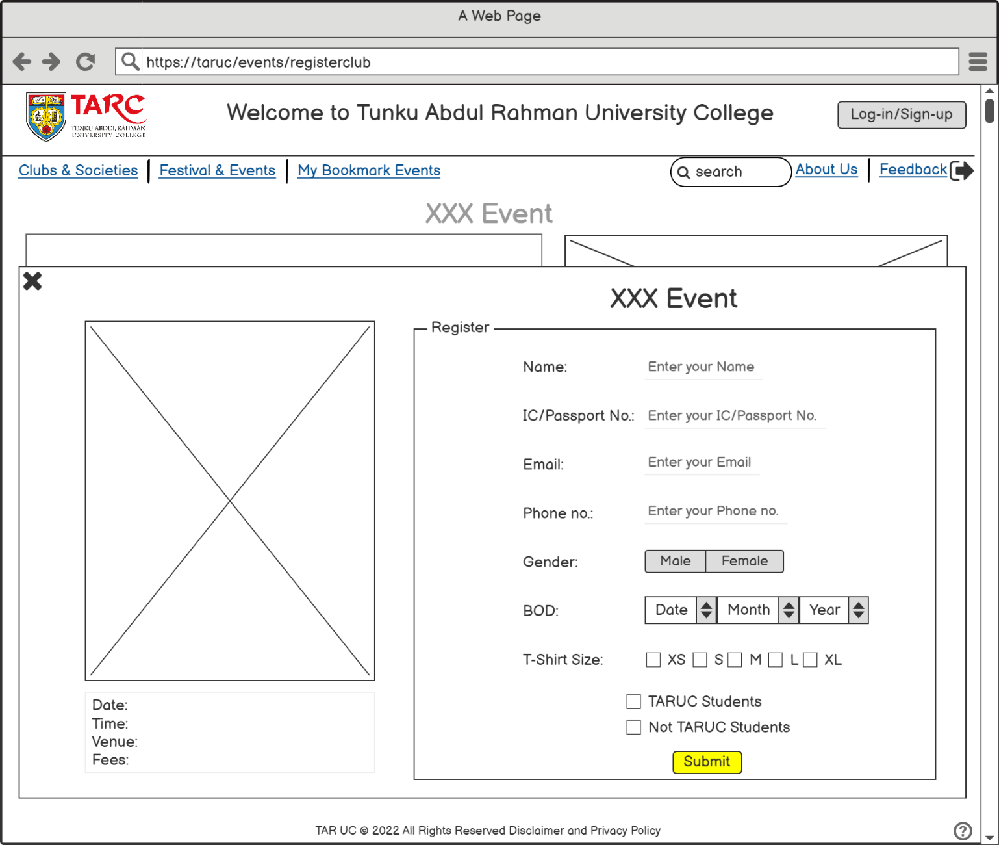 A Web Page
https://taruc/events/registerclub
TARC
TUNKU ABDUL RAHMAN
UNIVERSITY COLLEGE
Welcome to Tunku Abdul Rahman University College
Log-in/Sign-up
Clubs & Societies
Festival & Events
My Bookmark Events
search
About Us
Feedback
XXX Event
XXX Event
Register
Name: Enter your Name
IC/Passport No.: Enter your IC/Passport No.
Email: Enter your Email
Phone no.: Enter your Phone no.
Gender: Male Female
BOD: Date Month Year
T-Shirt Size: XS S M L XL
TARUC Students
Not TARUC Students
Submit
Date:
Time:
Venue:
Fees:
TAR UC © 2022 All Rights Reserved Disclaimer and Privacy Policy